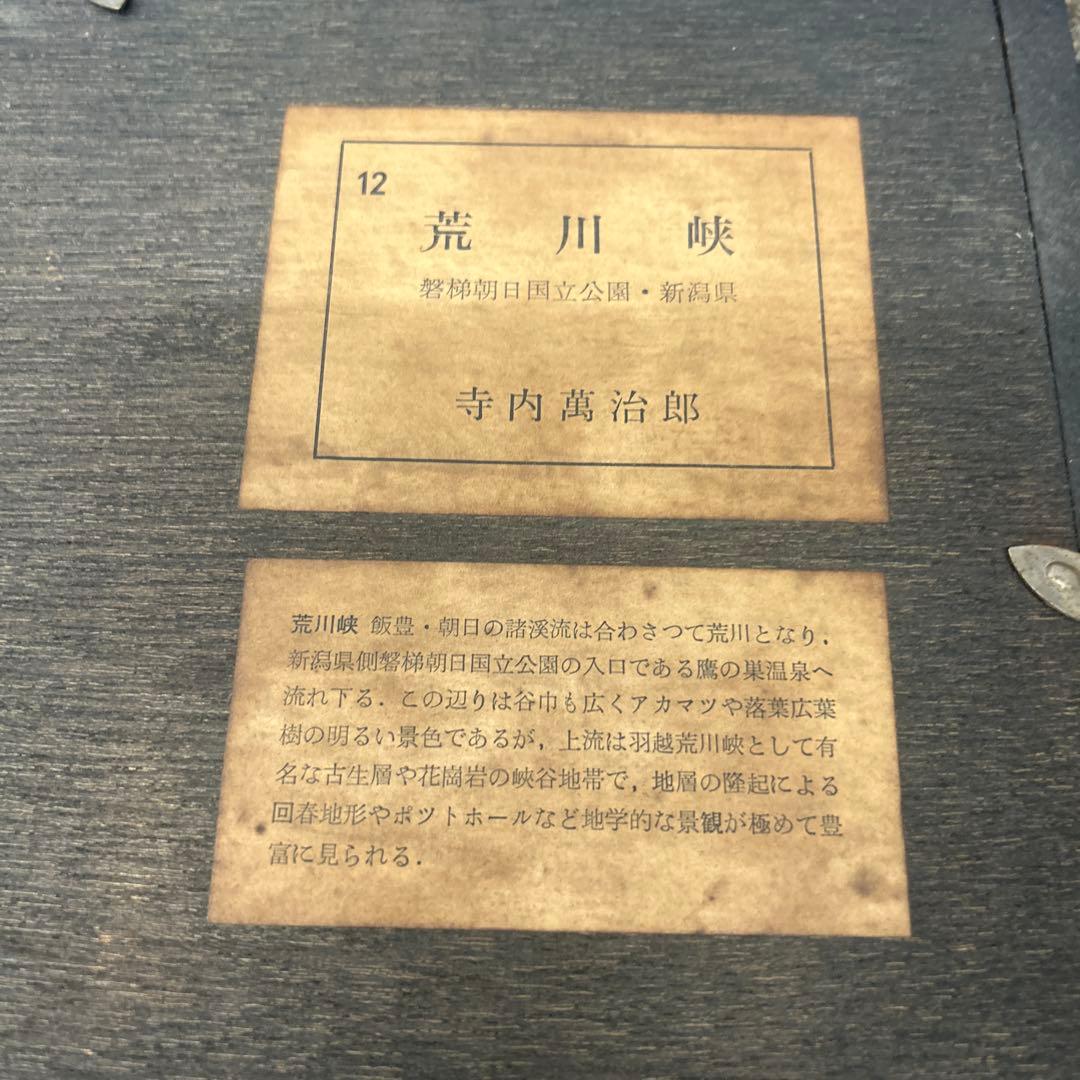 12
荒川峡
磐梯朝日国立公園・新潟県
寺内萬治郎
荒川峡 飯豊・朝日の諸溪流は合わさつて荒川となり．
新潟県側磐梯朝日国立公園の入口である鷹の巣温泉へ
流れ下る．この辺りは谷巾も広くアカマツや落葉広葉
樹の明るい景色であるが，上流は羽越荒川峡として有
名な古生層や花崗岩の峡谷地帯で，地層の隆起による
回春地形やポツトホールなど地学的な景観が極めて豊
富に見られる．